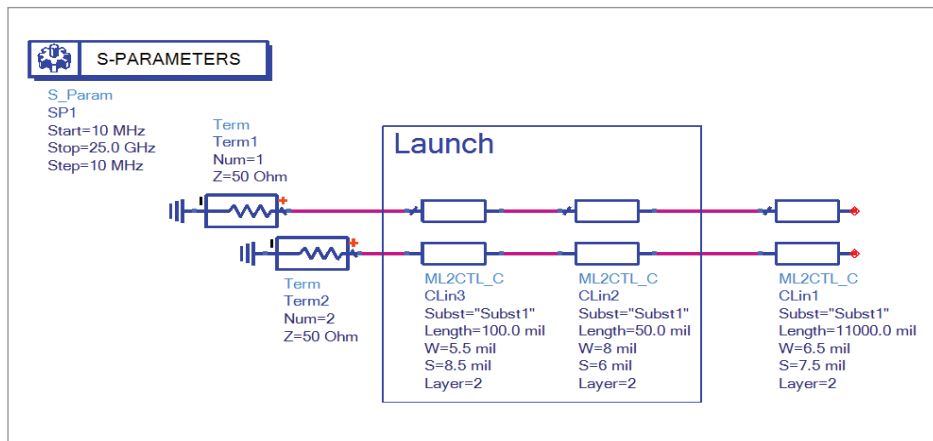 S-PARAMETERS
S_Param
SP1
Start=10 MHz
Stop=25.0 GHz
Step=10 MHz
Term
Term1
Num=1
Z=50 Ohm
Term
Term2
Num=2
Z=50 Ohm
Launch
ML2CTL_C
CLin3
Subst="Subst1"
Length=100.0 mil
W=5.5 mil
S=8.5 mil
Layer=2
ML2CTL_C
CLin2
Subst="Subst1"
Length=50.0 mil
W=8 mil
S=6 mil
Layer=2
ML2CTL_C
CLin1
Subst="Subst1"
Length=11000.0 mil
W=6.5 mil
S=7.5 mil
Layer=2